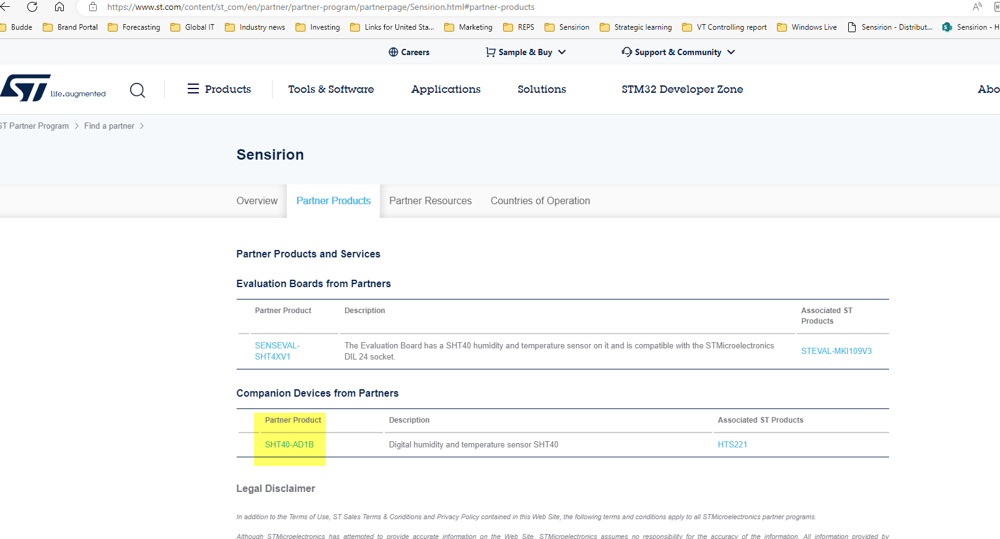 https://www.st.com/content/st_com/en/partner/partner-program/partnerpage/Sensirion.html#partner-products
Budde Brand Portal Forecasting Global IT Industry news Investing Links for United Sta... Marketing REPS Sensirion Strategic learning VT Controlling report Windows Live Sensirion - Distribut... Sensirion - H
Careers Sample & Buy Support & Community
ST life.augmented Products Tools & Software Applications Solutions STM32 Developer Zone Abo
ST Partner Program > Find a partner >
Sensirion
Overview Partner Products Partner Resources Countries of Operation
Partner Products and Services
Evaluation Boards from Partners
Partner Product Description Associated ST
Products
SENSEVAL- The Evaluation Board has a SHT40 humidity and temperature sensor on it and is compatible with the STMicroelectronics
SHT4XV1 DIL 24 socket. STEVAL-MKI109V3
Companion Devices from Partners
Partner Product Description Associated ST Products
SHT40-AD1B Digital humidity and temperature sensor SHT40 HTS221
Legal Disclaimer
In addition to the Terms of Use, ST Sales Terms & Conditions and Privacy Policy contained in this Web Site, the following terms and conditions apply to all STMicroelectronics partner programs.
Although STMicroelectronics has attempted to provide accurate information on the Web Site, STMicroelectronics assumes no responsibility for the accuracy of the information. All information provided by